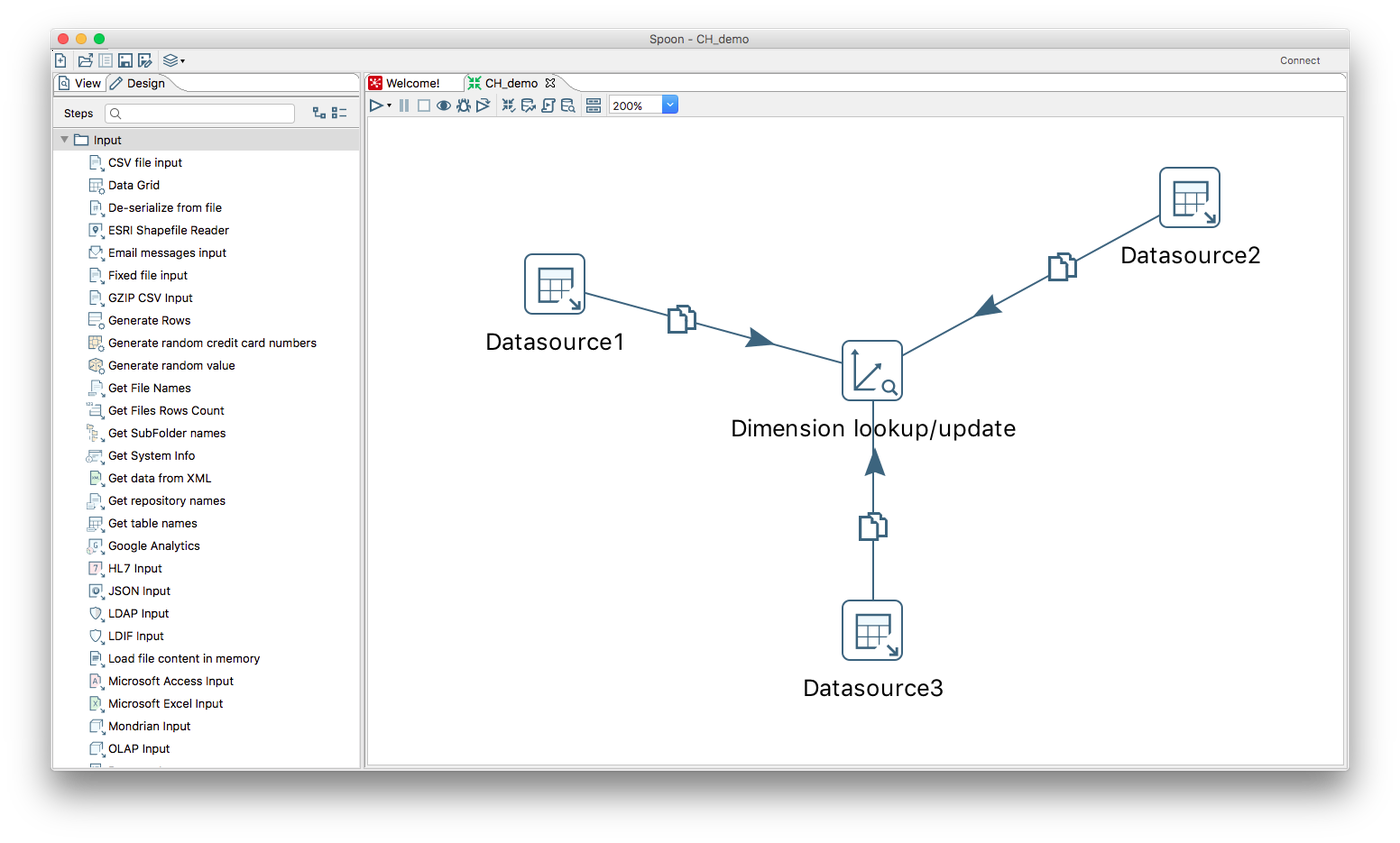 Spoon - CH_demo
Connect
View
Design
Welcome!
CH_demo
Steps
200%
Input
CSV file input
Data Grid
De-serialize from file
ESRI Shapefile Reader
Email messages input
Fixed file input
GZIP CSV Input
Generate Rows
Generate random credit card numbers
Generate random value
Get File Names
Get Files Rows Count
Get SubFolder names
Get System Info
Get data from XML
Get repository names
Get table names
Google Analytics
HL7 Input
JSON Input
LDAP Input
LDIF Input
Load file content in memory
Microsoft Access Input
Microsoft Excel Input
Mondrian Input
OLAP Input
Datasource2
Datasource1
Dimension lookup/update
Datasource3